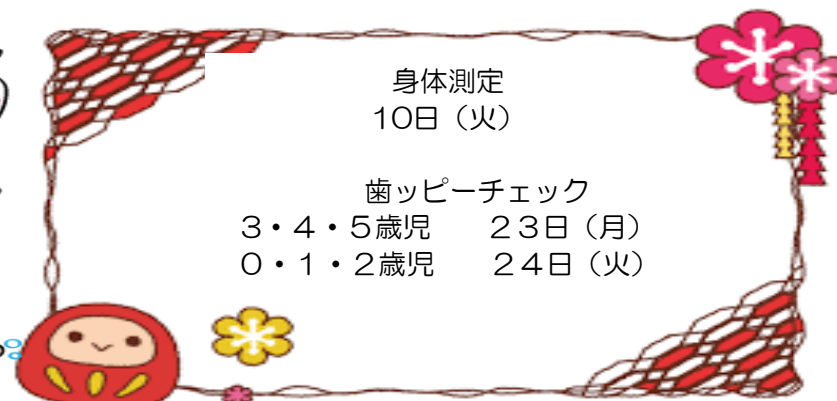 身体測定
10日（火）
歯ッピーチェック
３・４・５歳児　　２３日（月）
０・１・２歳児　　２４日（火）